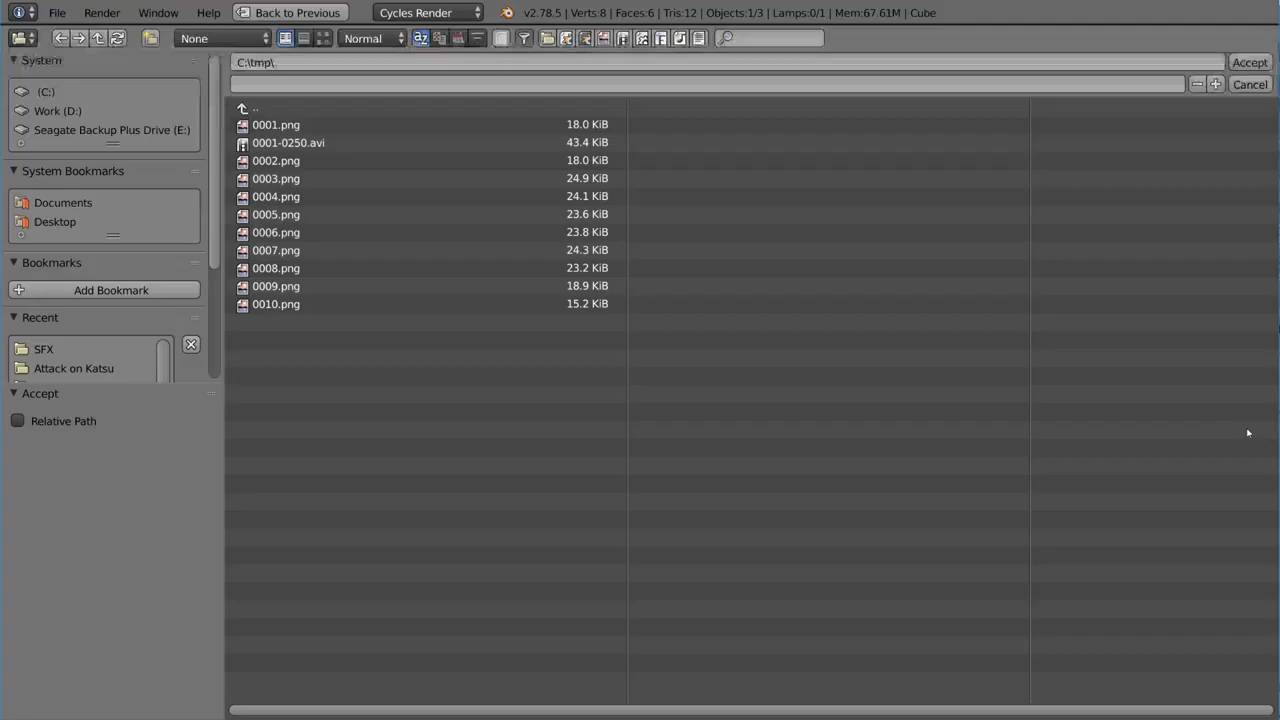 File Render Window Help Back to Previous Cycles Render v2.78.5 | Verts:8 | Faces:6 | Tris:12 | Objects:1/3 | Lamps:0/1 | Mem:67.61M | Cube
None Normal
System
C:\tmp\ Accept
Cancel
(C:)
Work (D:)
Seagate Backup Plus Drive (E:)
System Bookmarks
Documents
Desktop
Bookmarks
Add Bookmark
Recent
SFX
Attack on Katsu
Accept
Relative Path
..
0001.png 18.0 KiB
0001-0250.avi 43.4 KiB
0002.png 18.0 KiB
0003.png 24.9 KiB
0004.png 24.1 KiB
0005.png 23.6 KiB
0006.png 23.8 KiB
0007.png 24.3 KiB
0008.png 23.2 KiB
0009.png 18.9 KiB
0010.png 15.2 KiB